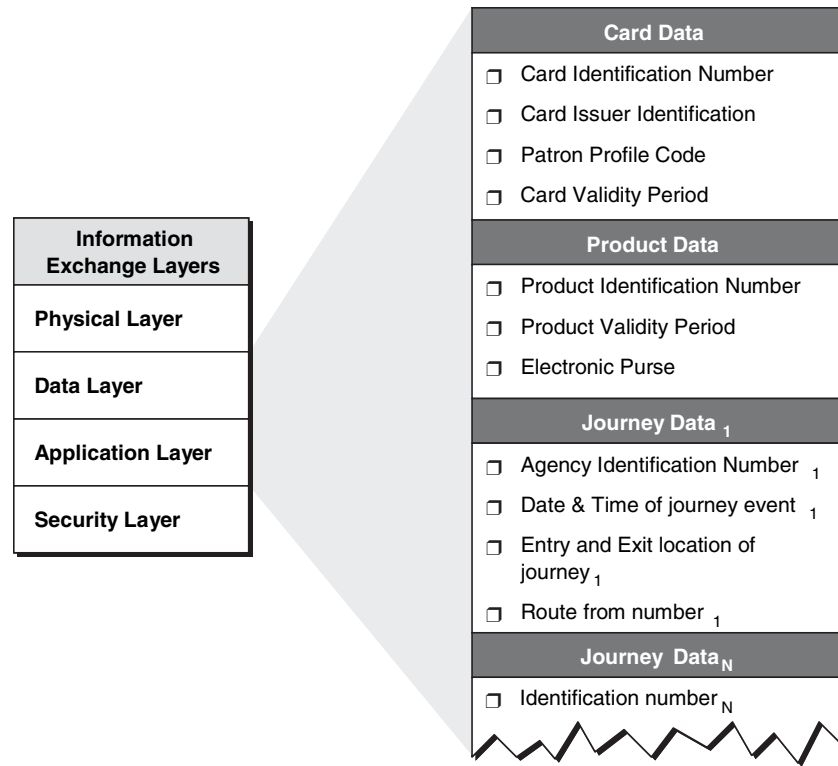 Information
Exchange Layers
Physical Layer
Data Layer
Application Layer
Security Layer
Card Data
❐ Card Identification Number
❐ Card Issuer Identification
❐ Patron Profile Code
❐ Card Validity Period
Product Data
❐ Product Identification Number
❐ Product Validity Period
❐ Electronic Purse
Journey Data 1
❐ Agency Identification Number 1
❐ Date & Time of journey event 1
❐ Entry and Exit location of
journey 1
❐ Route from number 1
Journey Data N
❐ Identification number N